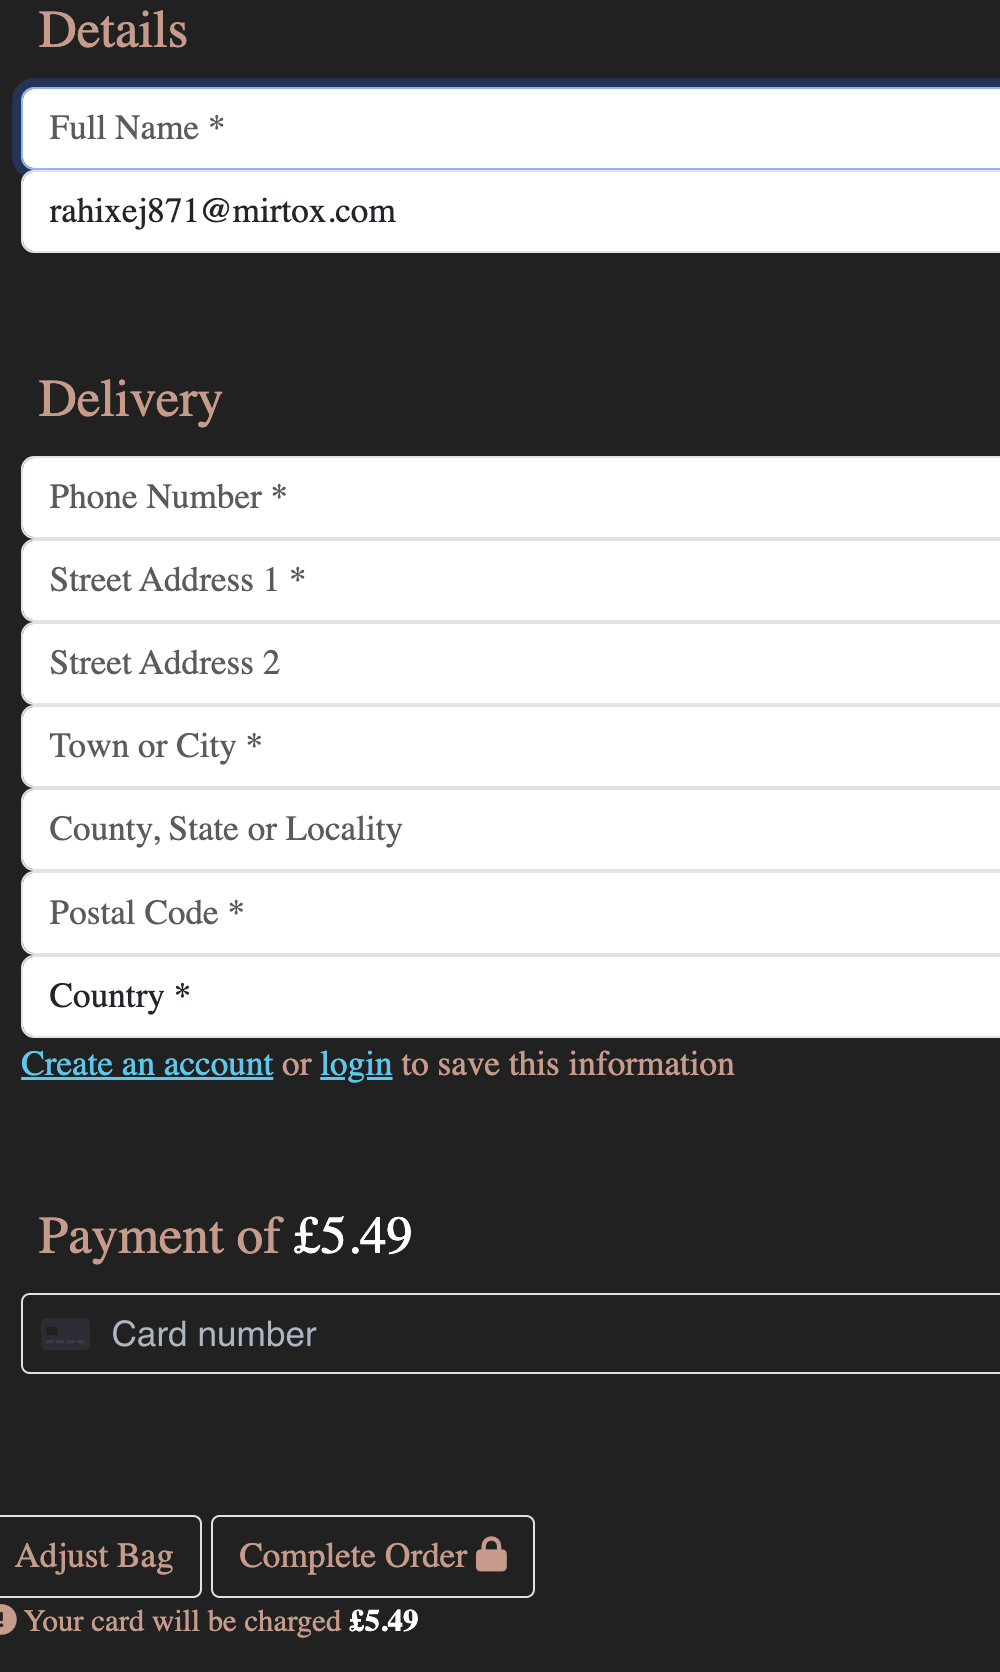 Details
Full Name *
rahixej871@mirtox.com
Delivery
Phone Number *
Street Address 1 *
Street Address 2
Town or City *
County, State or Locality
Postal Code *
Country *
Create an account or login to save this information
Payment of £5.49
Card number
Adjust Bag Complete Order
Your card will be charged £5.49